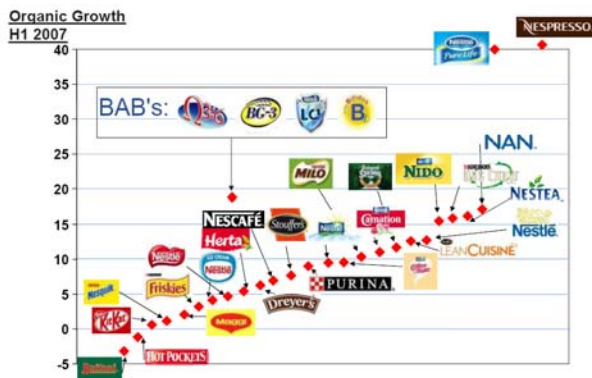 Organic Growth
H1 2007
40
35
30
25
20
15
10
5
0
-5
Nestlé
Pure Life
NESPRESSO
BAB's:
BG-3
LC1
B
MILO
NIDO
NAN
NESTEA
Nestlé
LEAN CUISINE
Carnation
Stouffer's
NESCAFÉ
Herta
Nestlé
Nestlé
Friskies
Nesquik
KitKat
MAGGI
Dreyer's
PURINA
HOT POCKETS
Buitoni